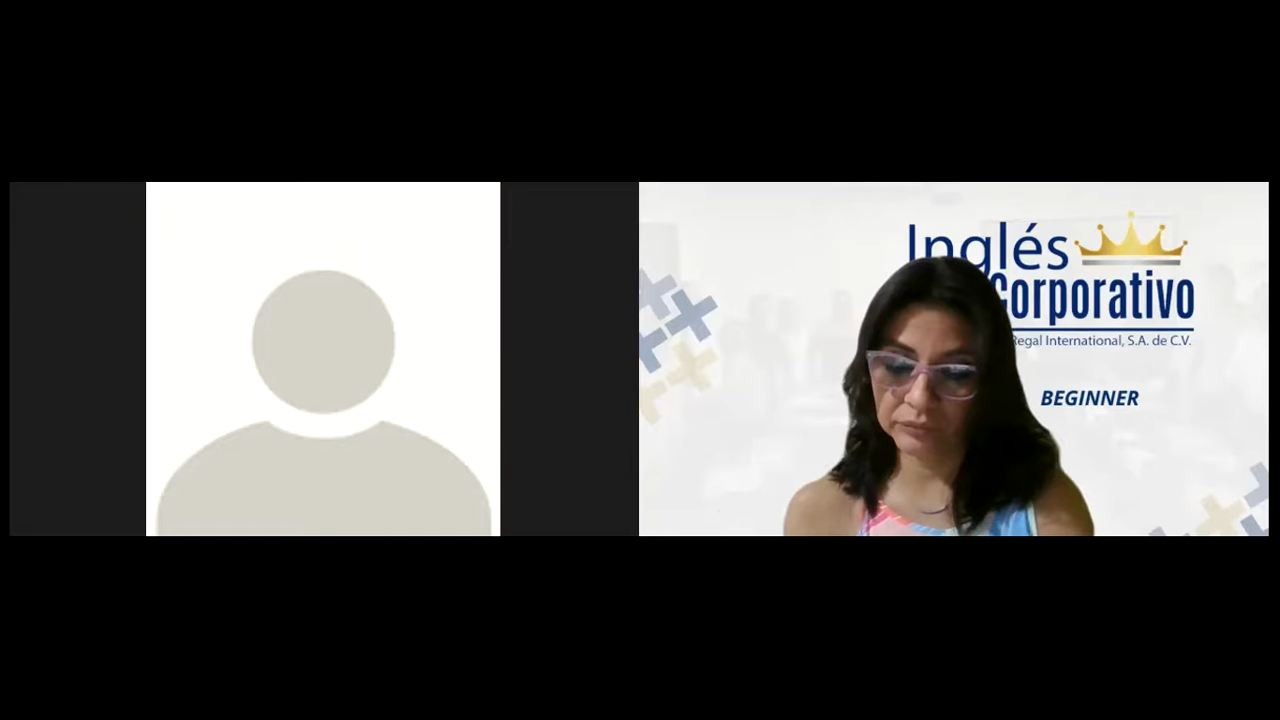 Inglés
Corporativo
Regal International, S.A. de C.V.
BEGINNER